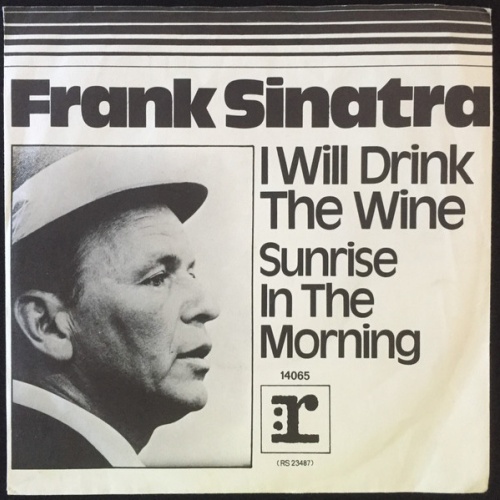 Frank Sinatra
I Will Drink
The Wine
Sunrise
In The
Morning
14065
:r
(RS 23487)